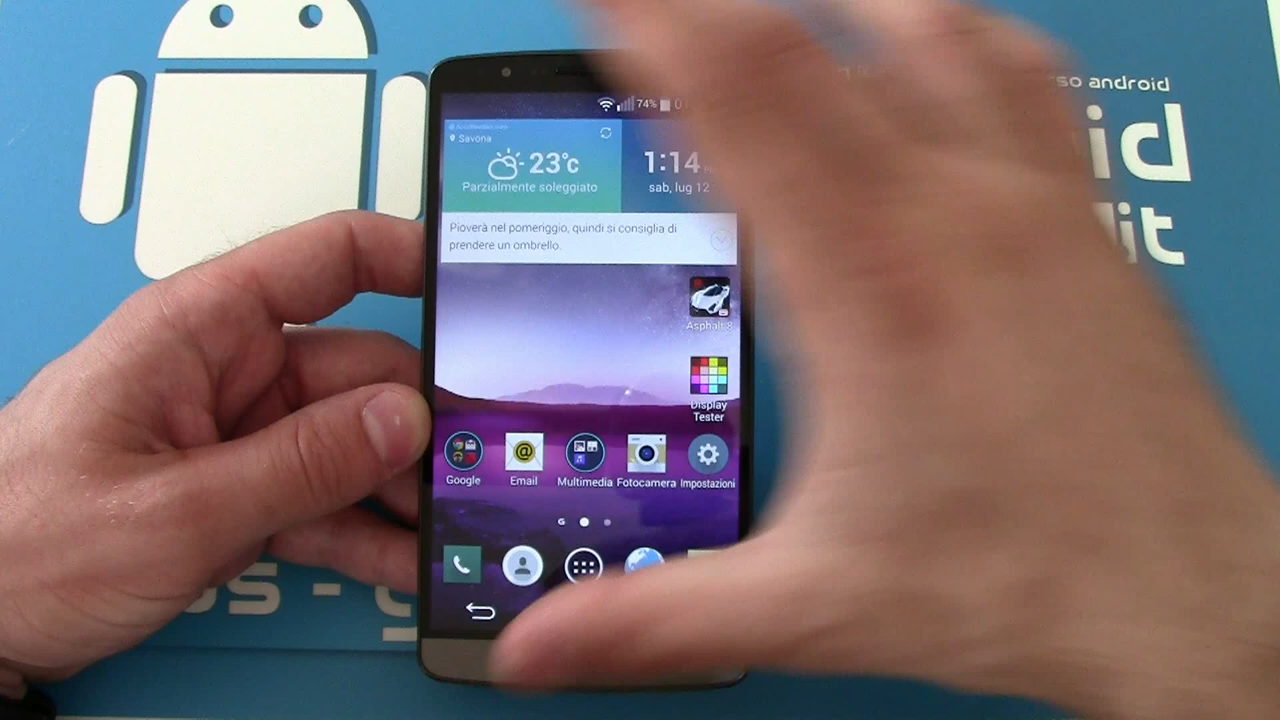 so android
id
it
74%
Savona
23°c
Parzialmente soleggiato
1:14
sab, lug 12
Pioverà nel pomeriggio, quindi si consiglia di
prendere un ombrello.
Asphalt 8
Display
Tester
Google
Email
Multimedia
Fotocamera
Impostazioni
G